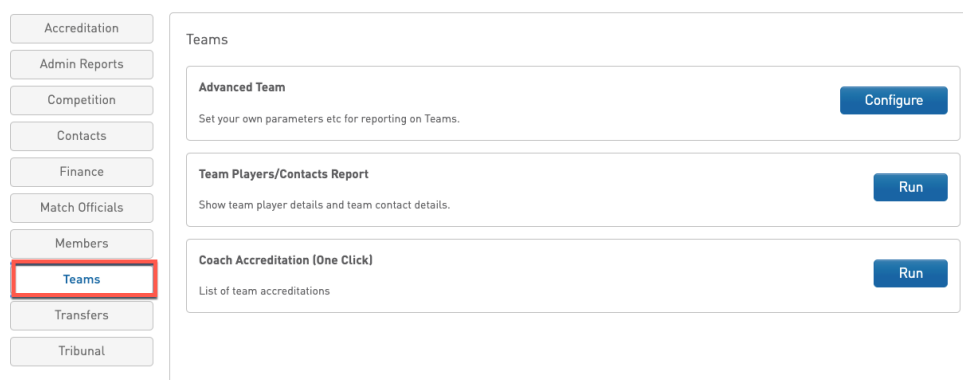 Accreditation
Admin Reports
Competition
Contacts
Finance
Match Officials
Members
Teams
Transfers
Tribunal
Teams
Advanced Team
Set your own parameters etc for reporting on Teams.
Configure
Team Players/Contacts Report
Show team player details and team contact details.
Run
Coach Accreditation (One Click)
List of team accreditations
Run